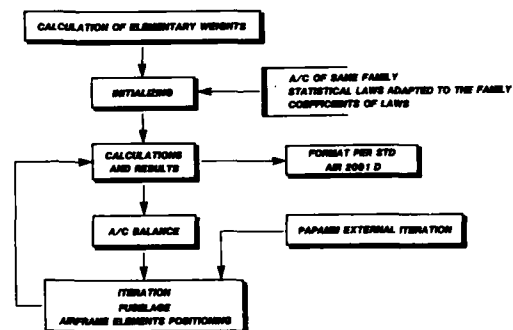 CALCULATION OF ELEMENTARY WEIGHTS
INITIALIZING
A/C OF SAME FAMILY
STATISTICAL LAWS ADAPTED TO THE FAMILY
COEFFICIENTS OF LAWS
CALCULATIONS
AND RESULTS
FORMAT PER STD
AIR 2001 D
A/C BALANCE
EXTERNAL ITERATION
ITERATION
FUSELAGE
AIRFRAME ELEMENTS POSITIONING